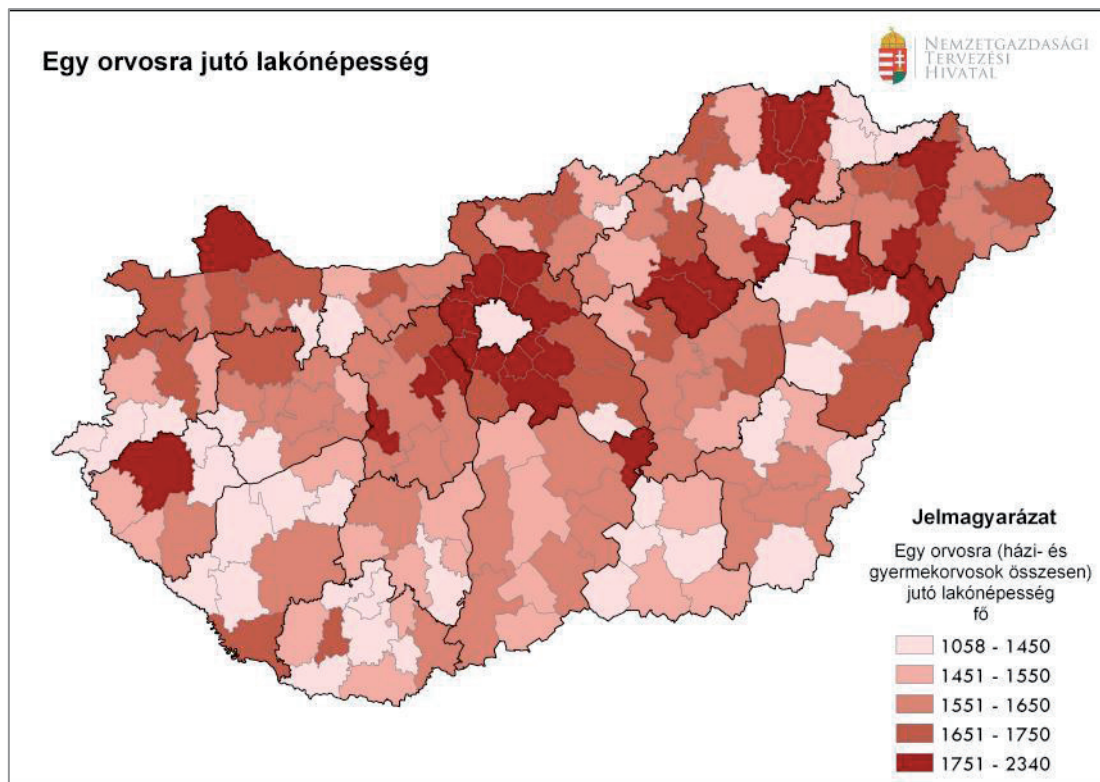 Egy orvosra jutó lakónépesség
NEMZETGAZDASÁGI
TERVEZÉSI
HIVATAL
Jelmagyarázat
Egy orvosra (házi- és
gyermekorvosok összesen)
jutó lakónépesség
fő
1058 - 1450
1451 - 1550
1551 - 1650
1651 - 1750
1751 - 2340